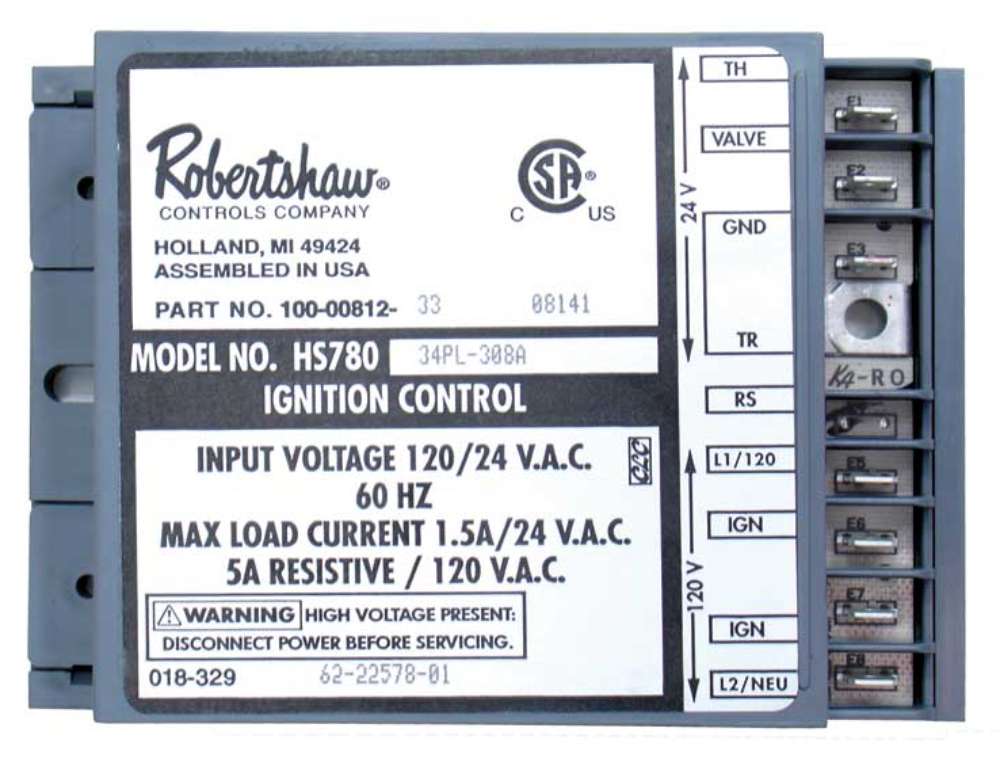 Robertshaw®
CONTROLS COMPANY
HOLLAND, MI 49424
ASSEMBLED IN USA
PART NO. 100-00812- 33 08141
CSA®
C US
MODEL NO. HS780 34PL-308A
IGNITION CONTROL
INPUT VOLTAGE 120/24 V.A.C.
60 HZ
MAX LOAD CURRENT 1.5A/24 V.A.C.
5A RESISTIVE / 120 V.A.C.
WARNING HIGH VOLTAGE PRESENT:
DISCONNECT POWER BEFORE SERVICING.
018-329 62-22578-01
24 V
120 V
TH
VALVE
GND
TR
RS
L1/120
IGN
IGN
L2/NEU
E1
E2
E3
K4-RO
E5
E6
E7